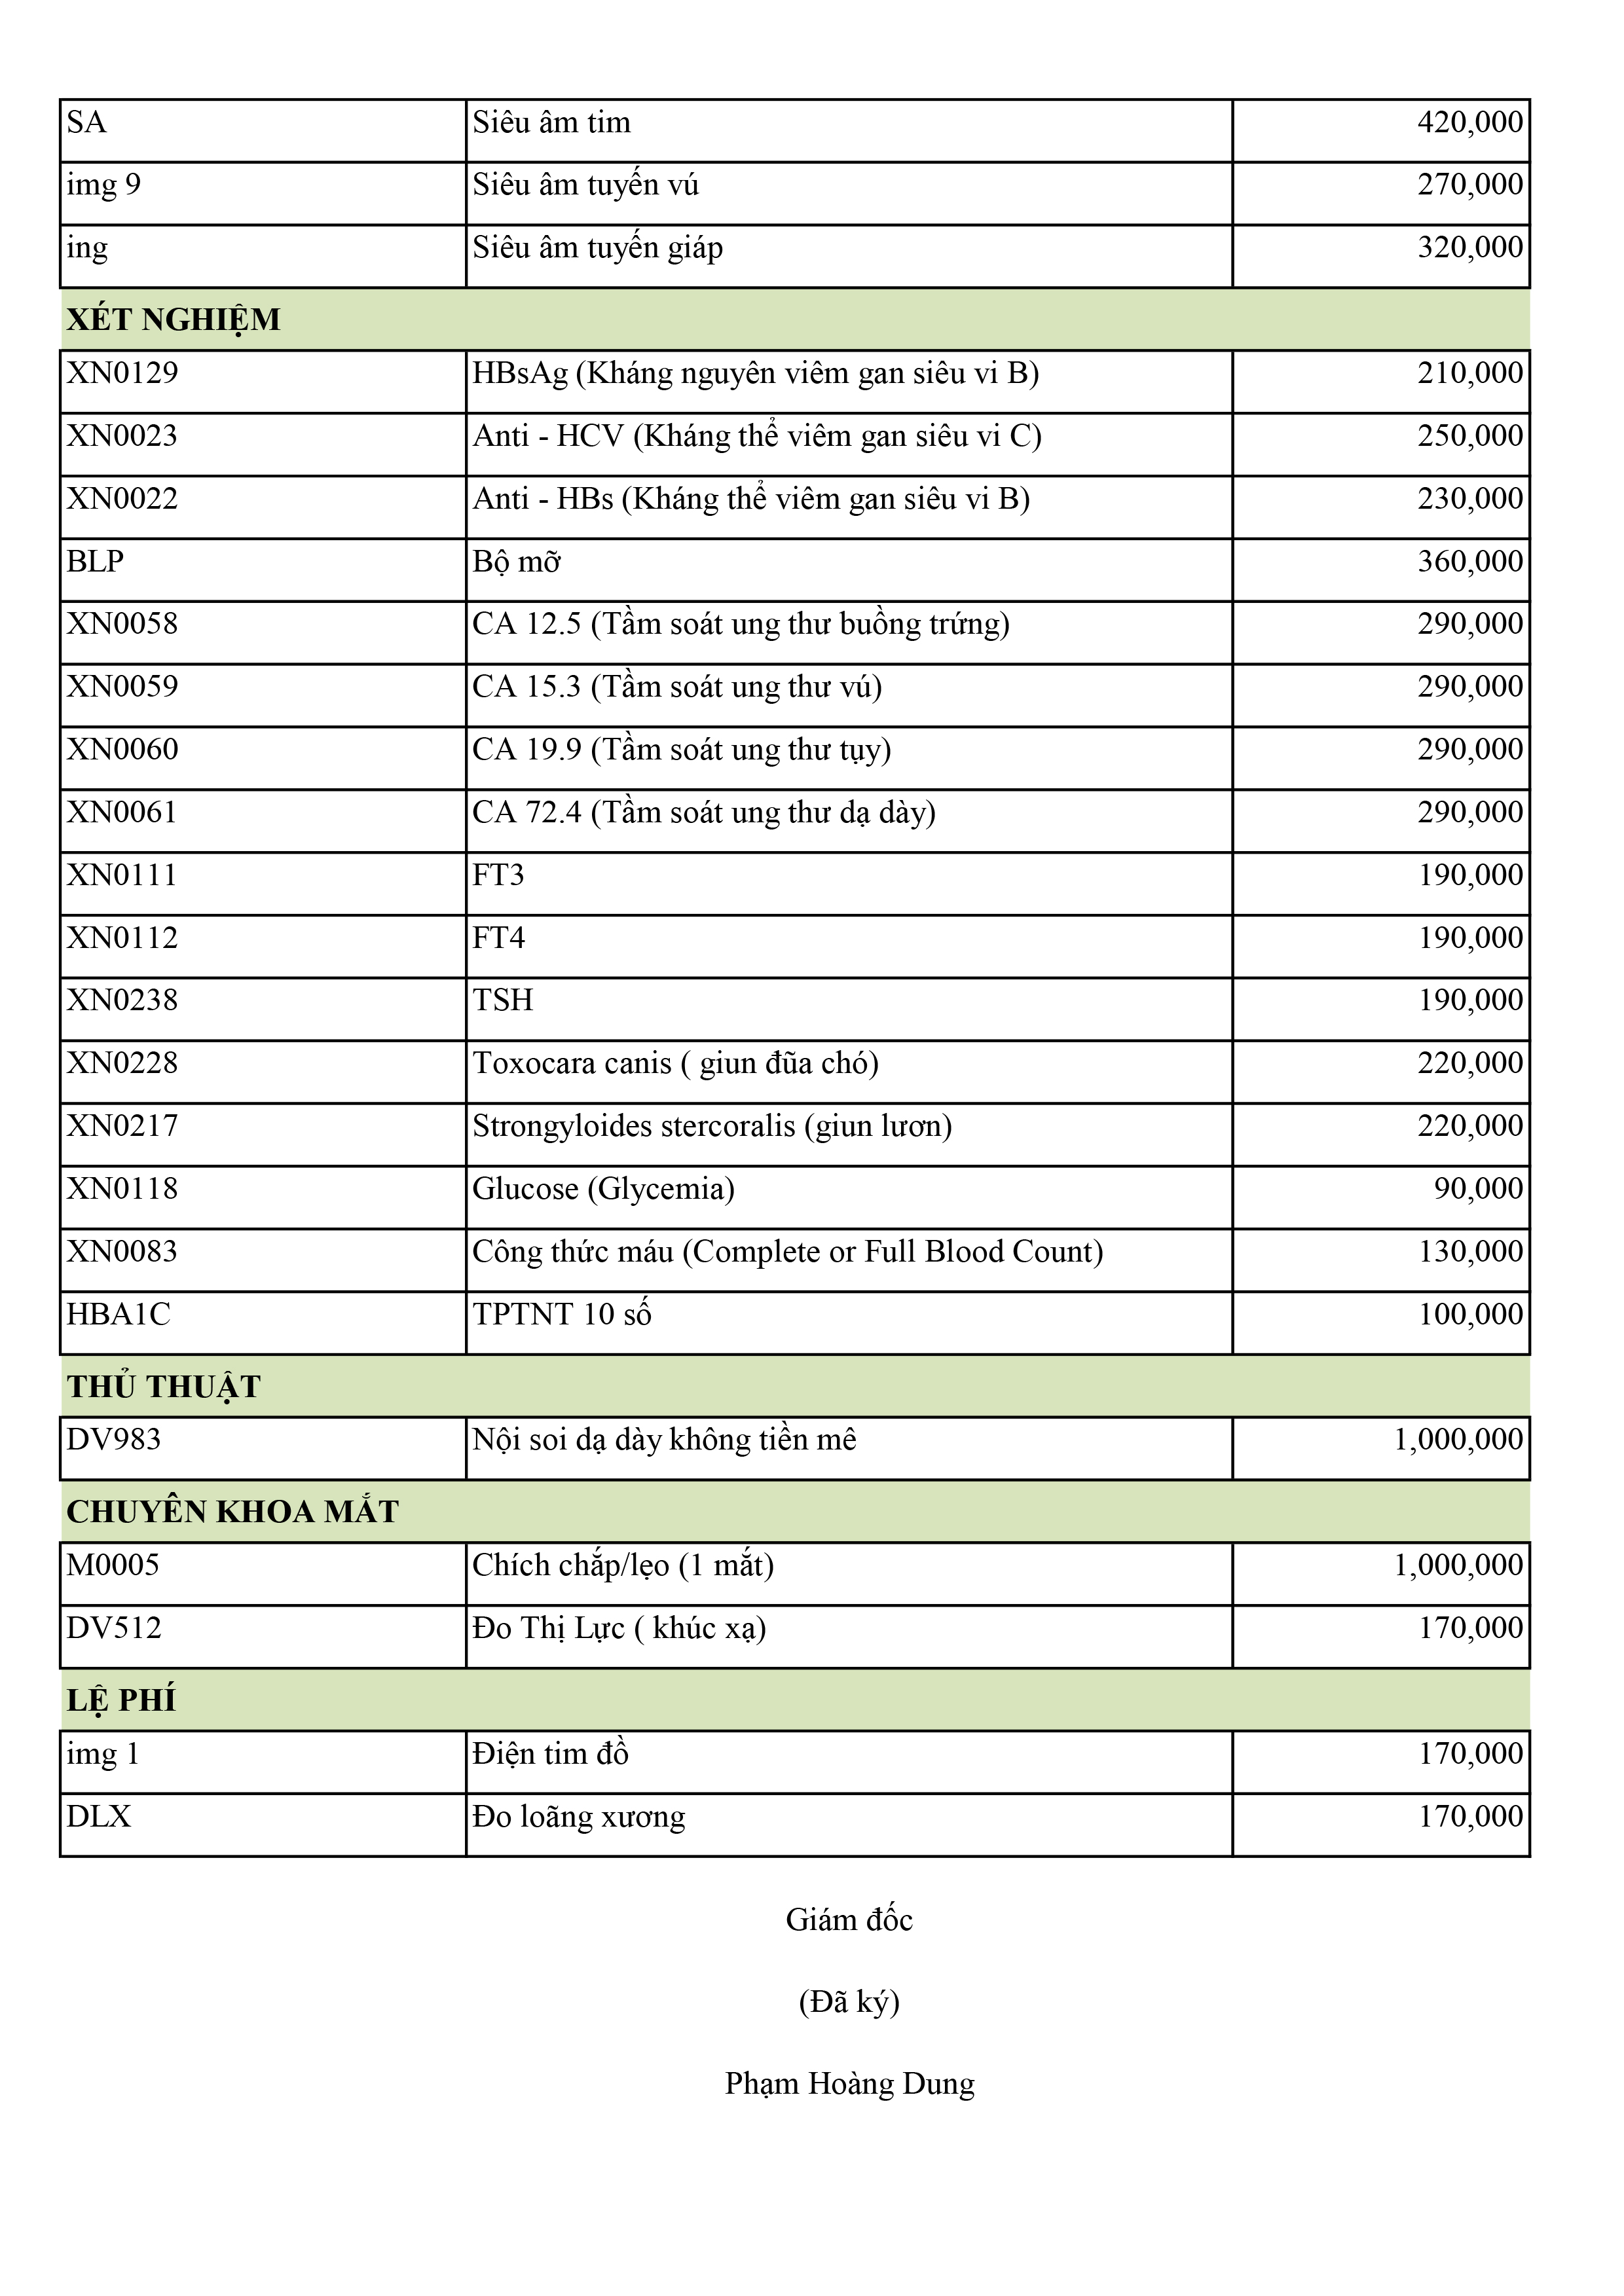 SA Siêu âm tim 420,000
img 9 Siêu âm tuyến vú 270,000
ing Siêu âm tuyến giáp 320,000
XÉT NGHIỆM
XN0129 HBsAg (Kháng nguyên viêm gan siêu vi B) 210,000
XN0023 Anti - HCV (Kháng thể viêm gan siêu vi C) 250,000
XN0022 Anti - HBs (Kháng thể viêm gan siêu vi B) 230,000
BLP Bộ mỡ 360,000
XN0058 CA 12.5 (Tầm soát ung thư buồng trứng) 290,000
XN0059 CA 15.3 (Tầm soát ung thư vú) 290,000
XN0060 CA 19.9 (Tầm soát ung thư tụy) 290,000
XN0061 CA 72.4 (Tầm soát ung thư dạ dày) 290,000
XN0111 FT3 190,000
XN0112 FT4 190,000
XN0238 TSH 190,000
XN0228 Toxocara canis ( giun đũa chó) 220,000
XN0217 Strongyloides stercoralis (giun lươn) 220,000
XN0118 Glucose (Glycemia) 90,000
XN0083 Công thức máu (Complete or Full Blood Count) 130,000
HBA1C TPTNT 10 số 100,000
THỦ THUẬT
DV983 Nội soi dạ dày không tiền mê 1,000,000
CHUYÊN KHOA MẮT
M0005 Chích chắp/lẹo (1 mắt) 1,000,000
DV512 Đo Thị Lực ( khúc xạ) 170,000
LỆ PHÍ
img 1 Điện tim đồ 170,000
DLX Đo loãng xương 170,000
Giám đốc
(Đã ký)
Phạm Hoàng Dung